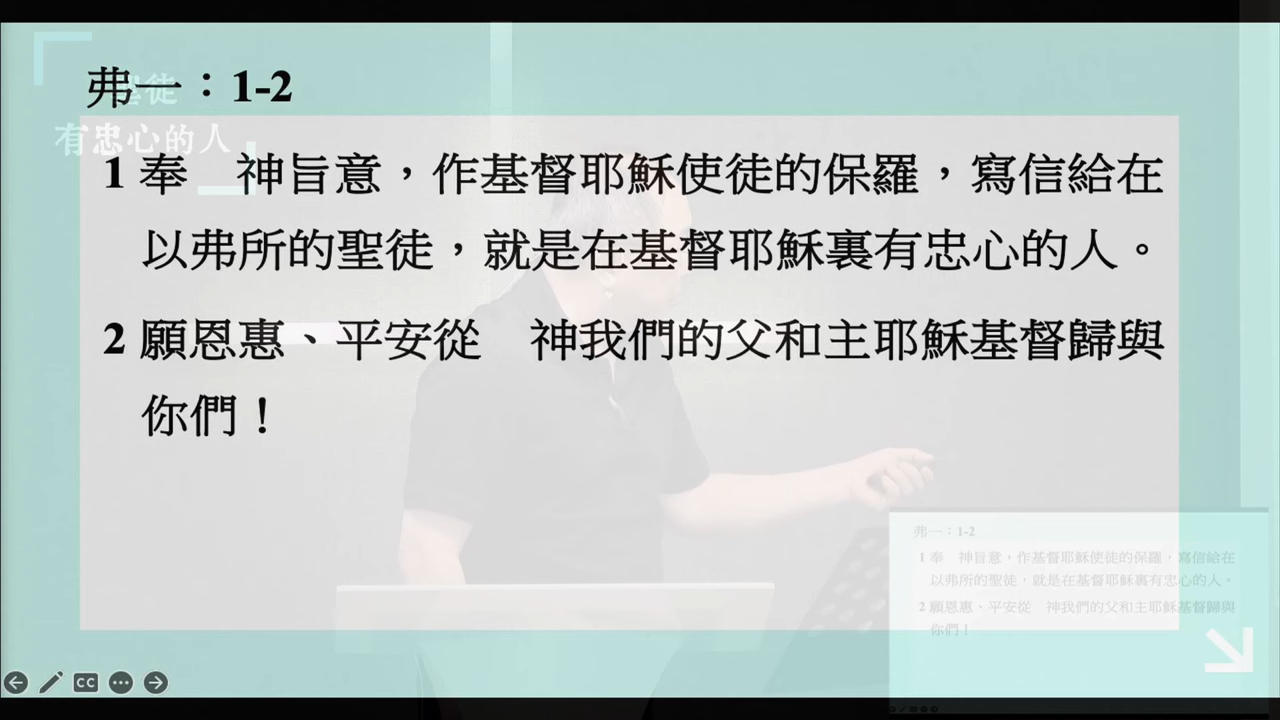 弗一：1-2
聖徒
有忠心的人
1 奉　神旨意，作基督耶穌使徒的保羅，寫信給在
以弗所的聖徒，就是在基督耶穌裏有忠心的人。
2 願恩惠、平安從　神我們的父和主耶穌基督歸與
你們！
弗一：1-2
1 奉　神旨意，作基督耶穌使徒的保羅，寫信給在
以弗所的聖徒，就是在基督耶穌裏有忠心的人。
2 願恩惠、平安從　神我們的父和主耶穌基督歸與
你們！
CC